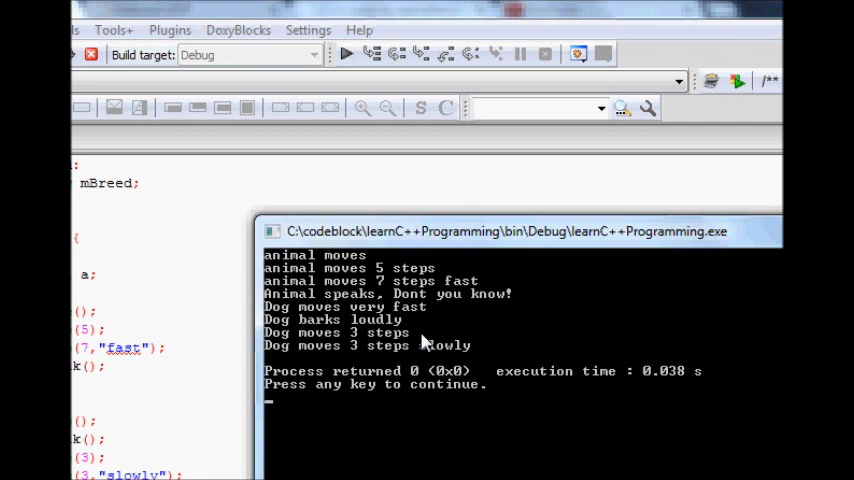 ls Tools+ Plugins DoxyBlocks Settings Help
Build target: Debug
S C /**
d:
g mBreed;
{
a;
();
(5);
(7,"fast");
k();
();
k();
(3);
(3,"slowly");
C:\codeblock\learnC++Programming\bin\Debug\learnC++Programming.exe
animal moves
animal moves 5 steps
animal moves 7 steps fast
Animal speaks, Dont you know!
Dog moves very fast
Dog barks loudly
Dog moves 3 steps
Dog moves 3 steps slowly
Process returned 0 (0x0) execution time : 0.038 s
Press any key to continue.